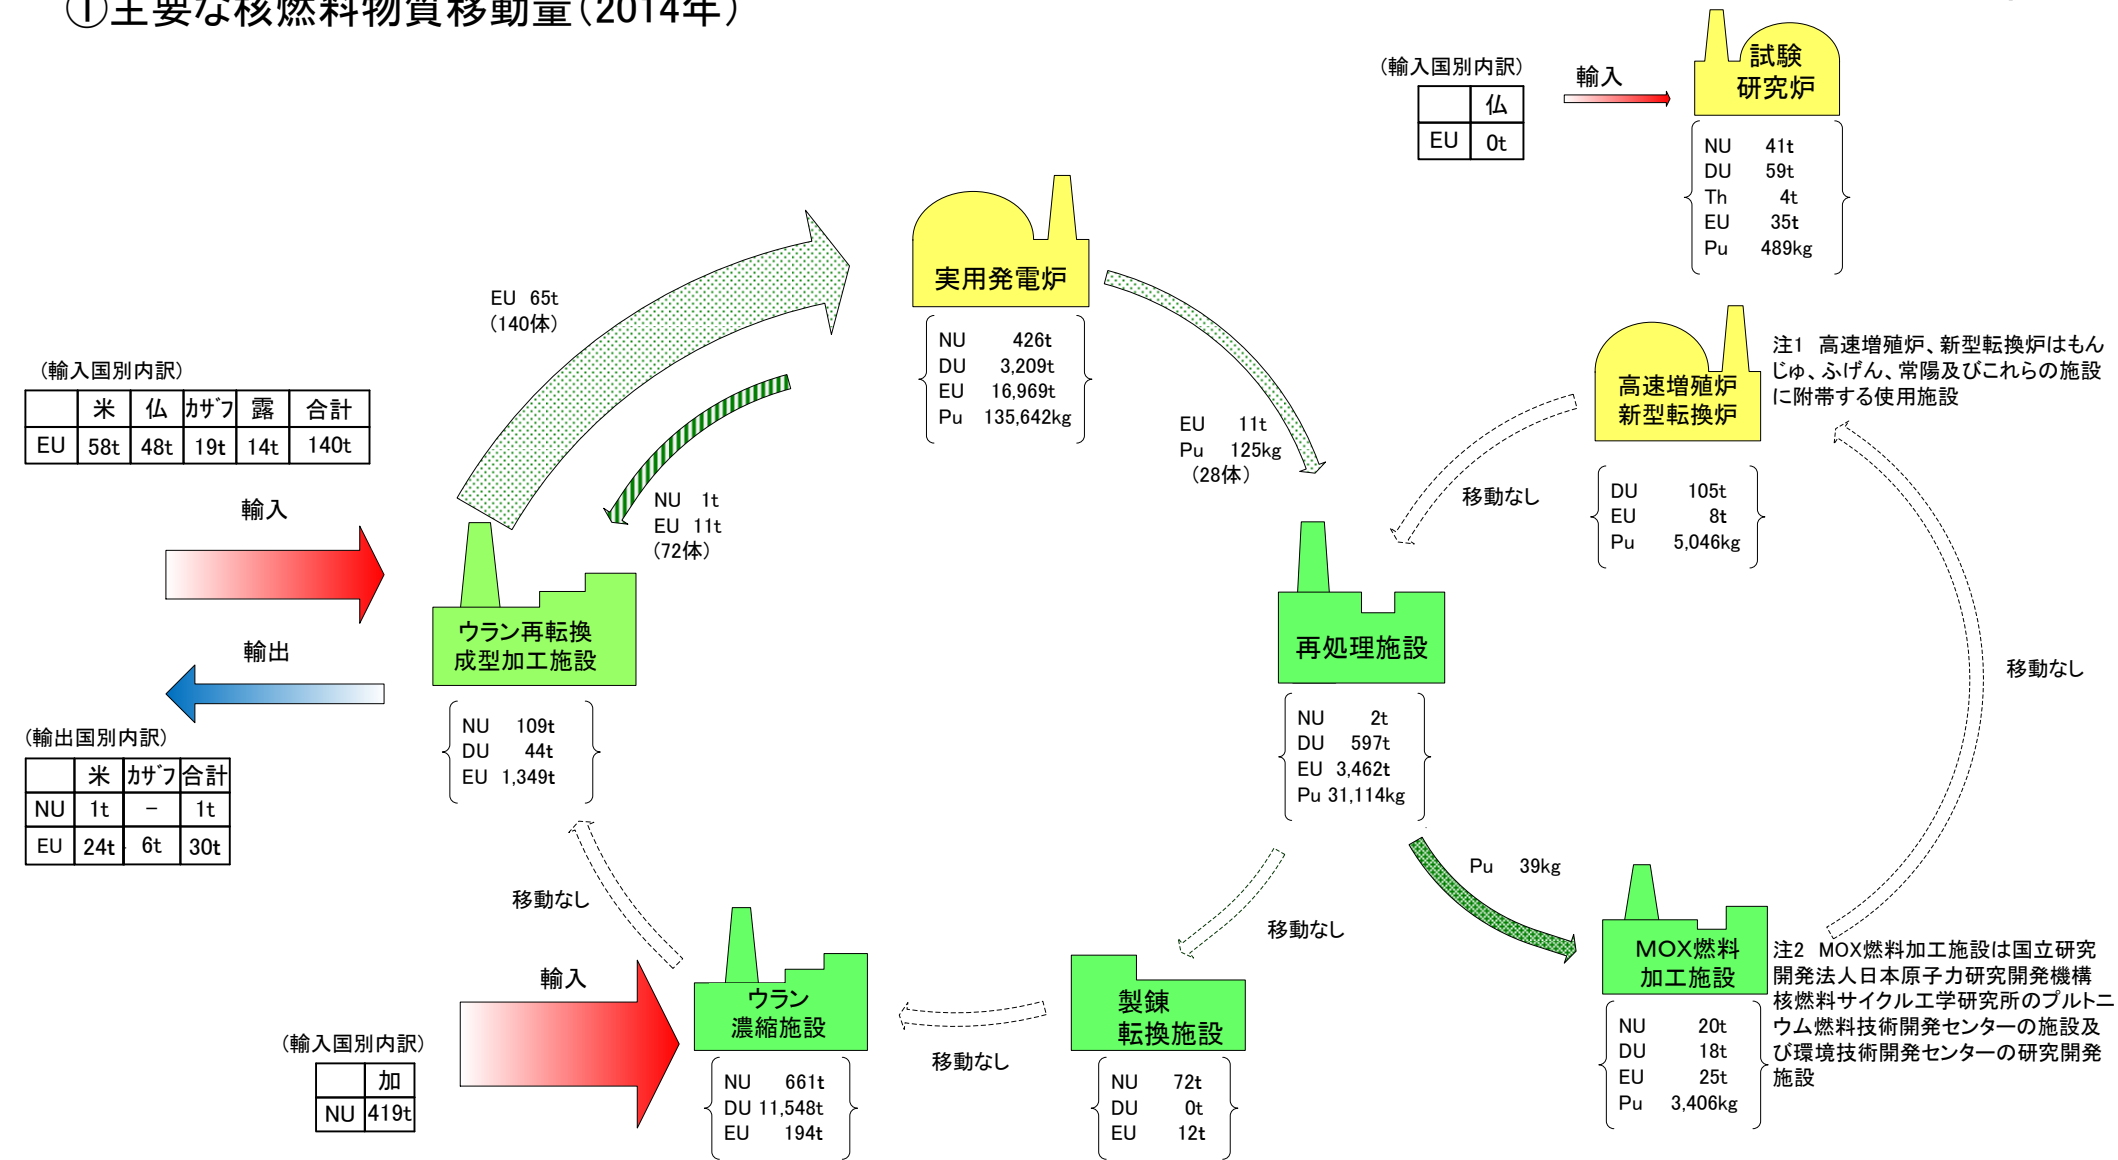 ①主要な核燃料物質移動量(2014年)
(輸入国別内訳)
仏
EU 0t
輸入
試験
研究炉
NU 41t
DU 59t
Th 4t
EU 35t
Pu 489kg
実用発電炉
NU 426t
DU 3,209t
EU 16,969t
Pu 135,642kg
EU 65t
(140体)
NU 1t
EU 11t
(72体)
EU 11t
Pu 125kg
(28体)
高速増殖炉
新型転換炉
DU 105t
EU 8t
Pu 5,046kg
注1 高速増殖炉、新型転換炉はもん
じゅ、ふげん、常陽及びこれらの施設
に附帯する使用施設
移動なし
(輸入国別内訳)
米 仏 ｶｻﾞﾌ 露 合計
EU 58t 48t 19t 14t 140t
輸入
輸出
(輸出国別内訳)
米 ｶｻﾞﾌ 合計
NU 1t － 1t
EU 24t 6t 30t
ウラン再転換
成型加工施設
NU 109t
DU 44t
EU 1,349t
再処理施設
NU 2t
DU 597t
EU 3,462t
Pu 31,114kg
移動なし
Pu 39kg
移動なし
移動なし
輸入
(輸入国別内訳)
加
NU 419t
ウラン
濃縮施設
NU 661t
DU 11,548t
EU 194t
移動なし
製錬
転換施設
NU 72t
DU 0t
EU 12t
MOX燃料
加工施設
NU 20t
DU 18t
EU 25t
Pu 3,406kg
注2 MOX燃料加工施設は国立研究
開発法人日本原子力研究開発機構
核燃料サイクル工学研究所のプルトニ
ウム燃料技術開発センターの施設及
び環境技術開発センターの研究開発
施設